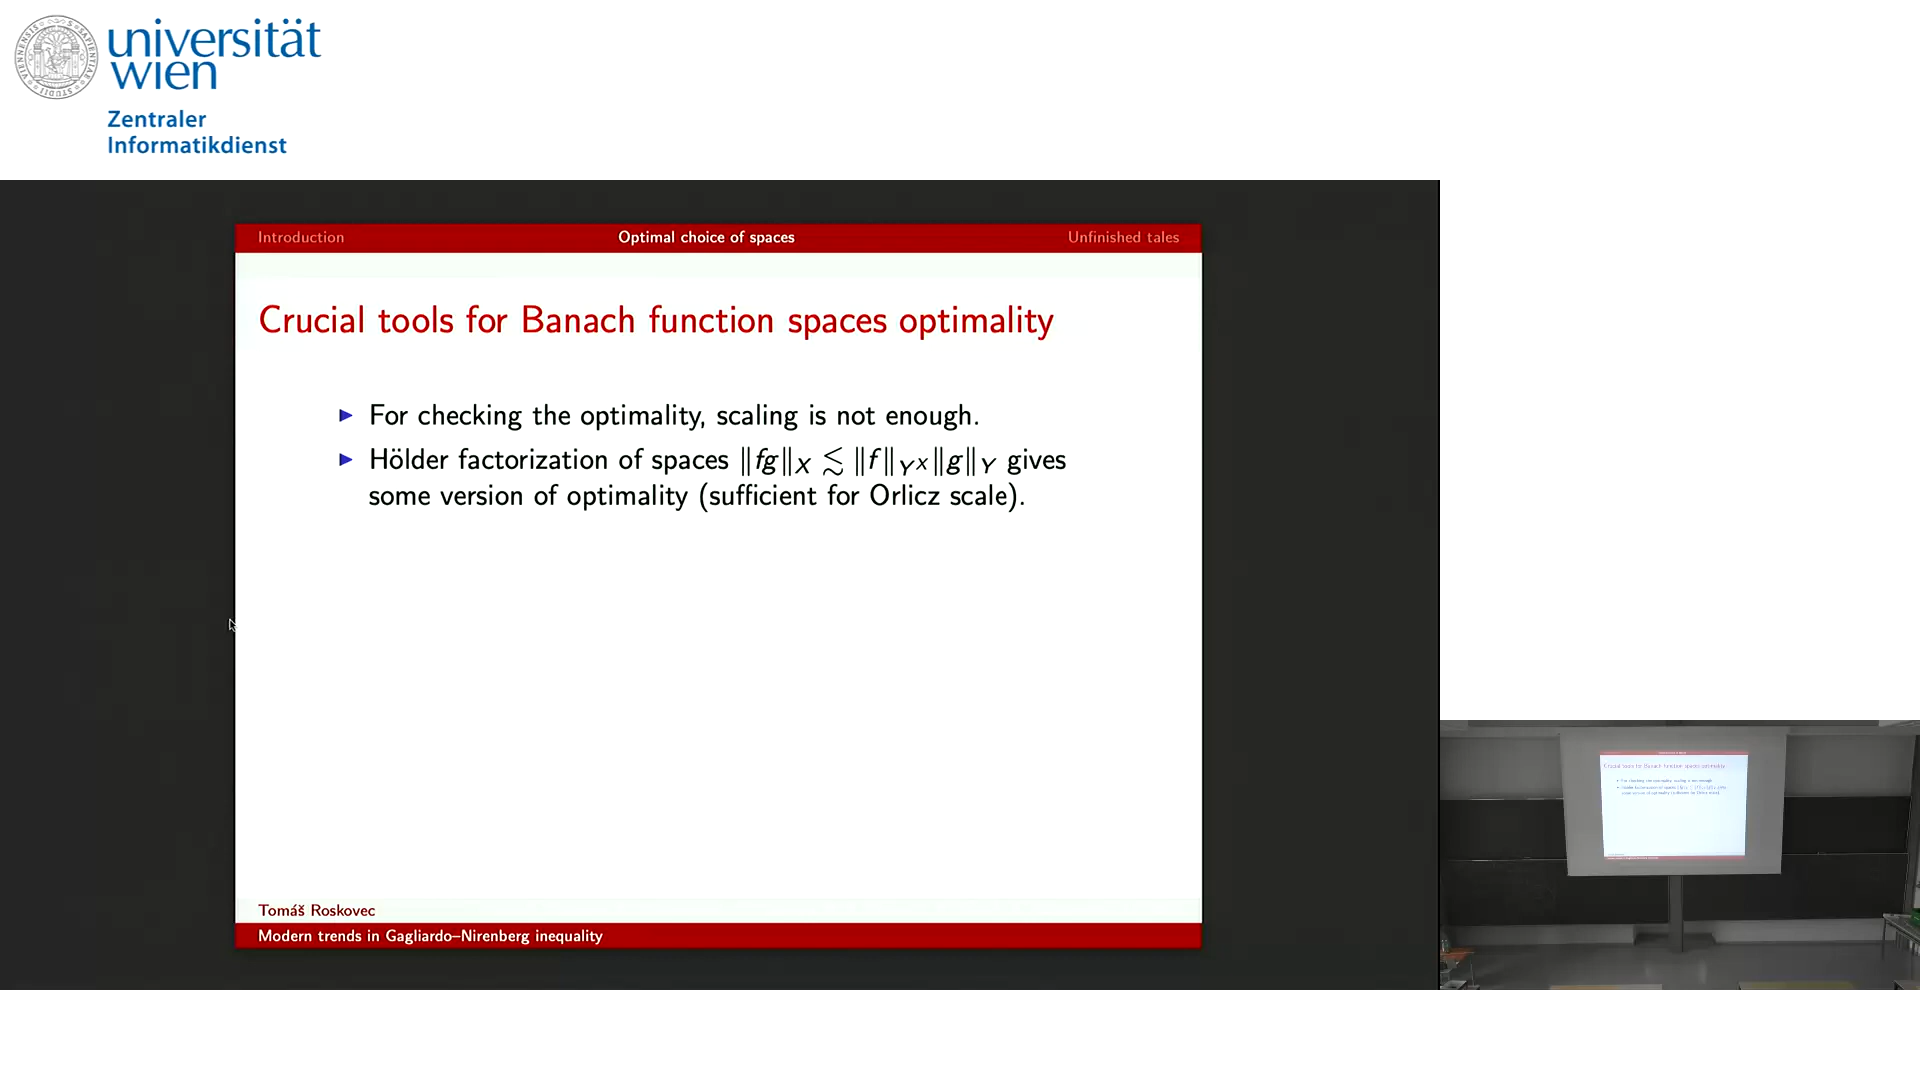 universität
wien
Zentraler
Informatikdienst
Introduction Optimal choice of spaces Unfinished tales
Crucial tools for Banach function spaces optimality
▶ For checking the optimality, scaling is not enough.
▶ Hölder factorization of spaces ‖fg‖_X ≲ ‖f‖_{Y^X}‖g‖_Y gives
some version of optimality (sufficient for Orlicz scale).
Tomáš Roskovec
Modern trends in Gagliardo–Nirenberg inequality